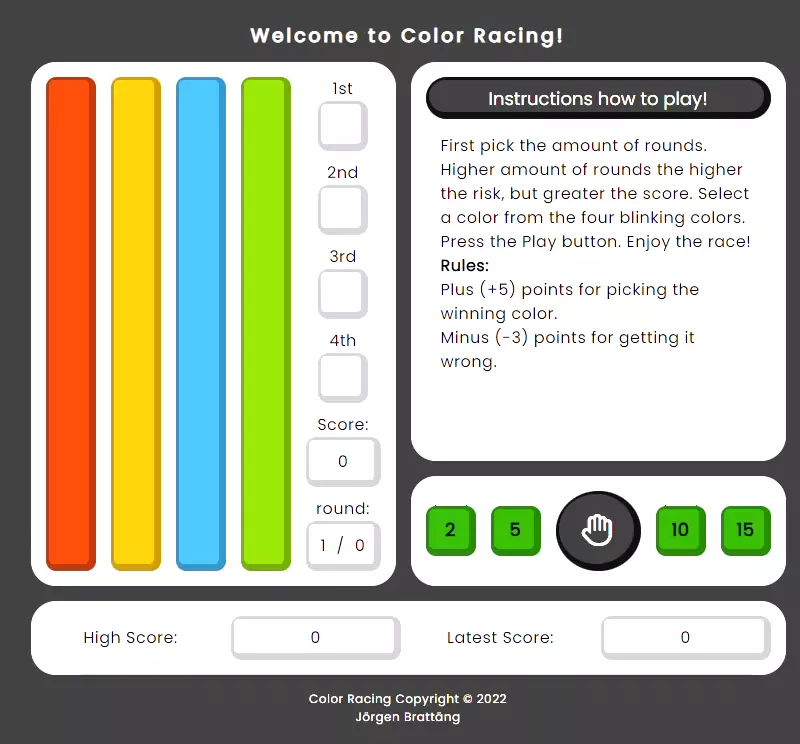 Welcome to Color Racing!
1st
2nd
3rd
4th
Score:
0
round:
1 / 0
Instructions how to play!
First pick the amount of rounds.
Higher amount of rounds the higher
the risk, but greater the score. Select
a color from the four blinking colors.
Press the Play button. Enjoy the race!
Rules:
Plus (+5) points for picking the
winning color.
Minus (-3) points for getting it
wrong.
2 5 10 15
High Score: 0 Latest Score: 0
Color Racing Copyright © 2022
Jörgen Brattäng